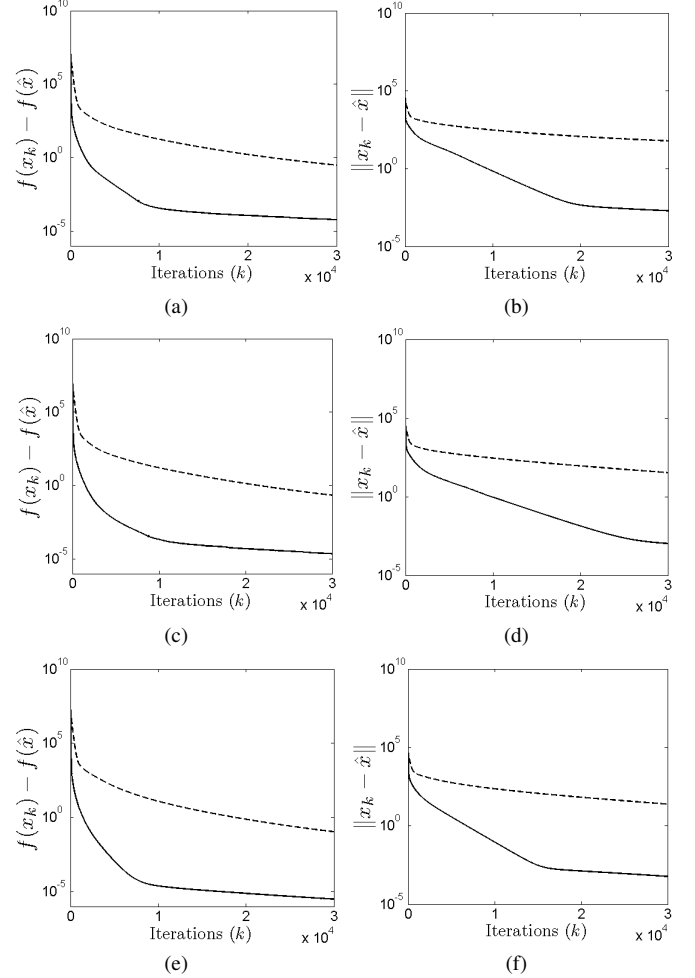 10^10
10^5
10^0
10^-5
f(x_k) − f(x̂)
0 1 2 3
Iterations (k)
x 10^4
(a)
10^10
10^5
10^0
10^-5
||x_k − x̂||
0 1 2 3
Iterations (k)
x 10^4
(b)
10^10
10^5
10^0
10^-5
f(x_k) − f(x̂)
0 1 2 3
Iterations (k)
x 10^4
(c)
10^10
10^5
10^0
10^-5
||x_k − x̂||
0 1 2 3
Iterations (k)
x 10^4
(d)
10^10
10^5
10^0
10^-5
f(x_k) − f(x̂)
0 1 2 3
Iterations (k)
x 10^4
(e)
10^10
10^5
10^0
10^-5
||x_k − x̂||
0 1 2 3
Iterations (k)
x 10^4
(f)